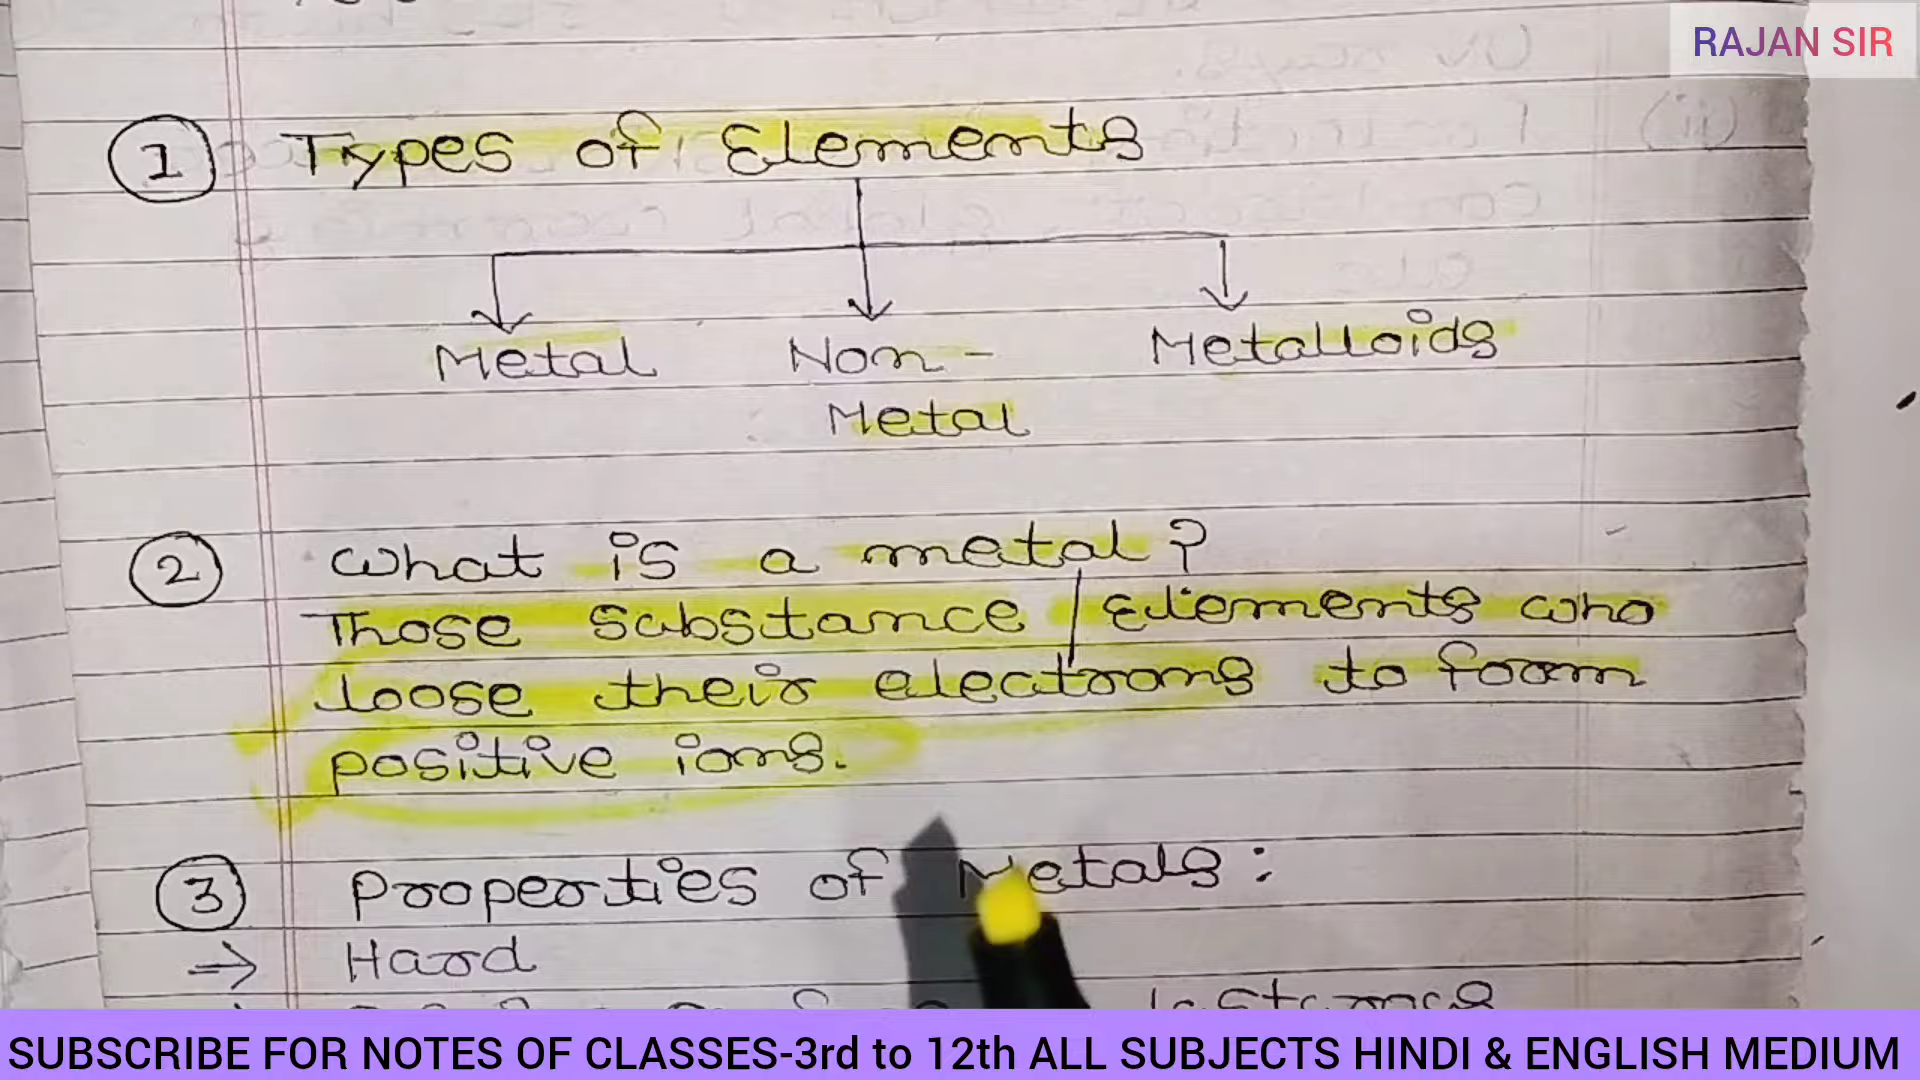 RAJAN SIR
1 Types of Elements
Metal Non - Metalloids
Metal
2 What is a metal?
Those substance / Elements who
loose their electrons to form
positive ions.
3 Properties of Metals:
⇒ Hard
SUBSCRIBE FOR NOTES OF CLASSES-3rd to 12th ALL SUBJECTS HINDI & ENGLISH MEDIUM